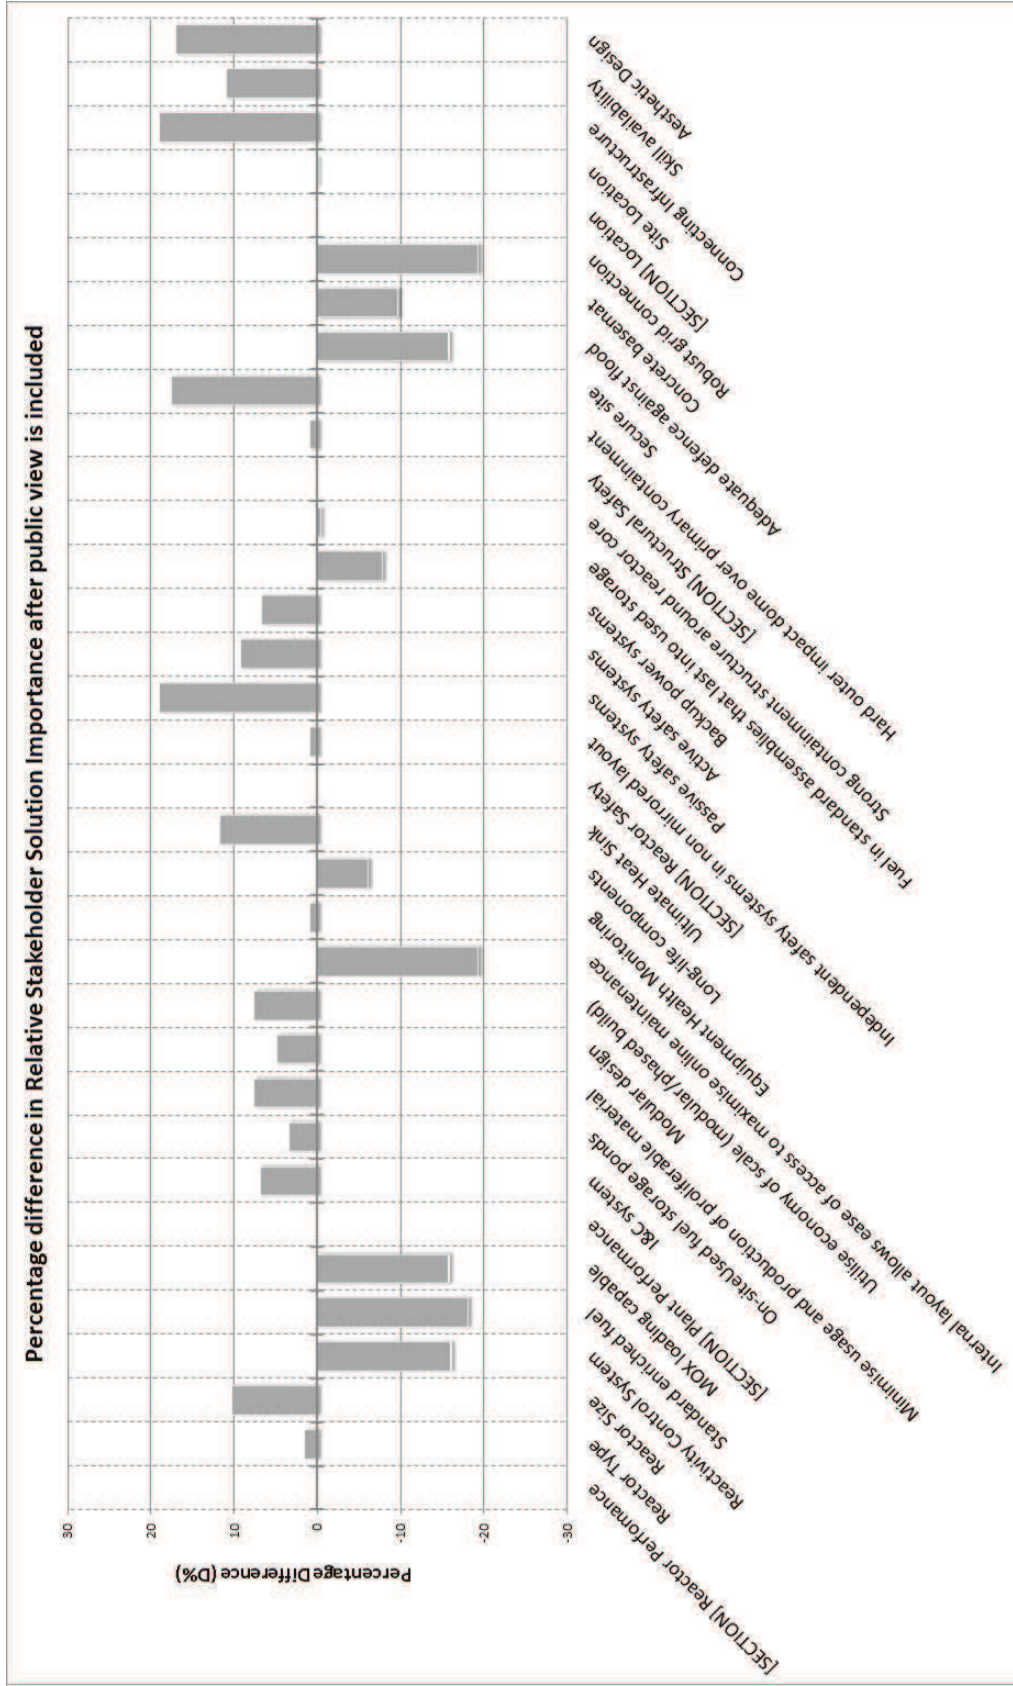 Percentage difference in Relative Stakeholder Solution Importance after public view is included
Percentage Difference (D%)
30
20
10
0
-10
-20
-30
[SECTION] Reactor Perfomance
Reactor Type
Reactor Size
Reactivity Control System
Standard enriched fuel
MOX loading capable
[SECTION] Plant Performance
I&C system
On-siteUsed fuel storage ponds
Minimise usage and production of proliferable material
Modular design
Utilise economy of scale (modular/phased build)
Internal layout allows ease of access to maximise online maintenance
Equipment Health Monitoring
Long-life components
Ultimate Heat Sink
[SECTION] Reactor Safety
Independent safety systems in non mirrored layout
Passive safety systems
Active safety systems
Backup power systems
Fuel in standard assemblies that last into used storage
Strong containment structure around reactor core
[SECTION] Structural Safety
Hard outer impact dome over primary containment
Secure site
Adequate defence against flood
Concrete basemat
Robust grid connection
[SECTION] Location
Site Location
Connecting Infrastructure
Skill availability
Aesthetic Design